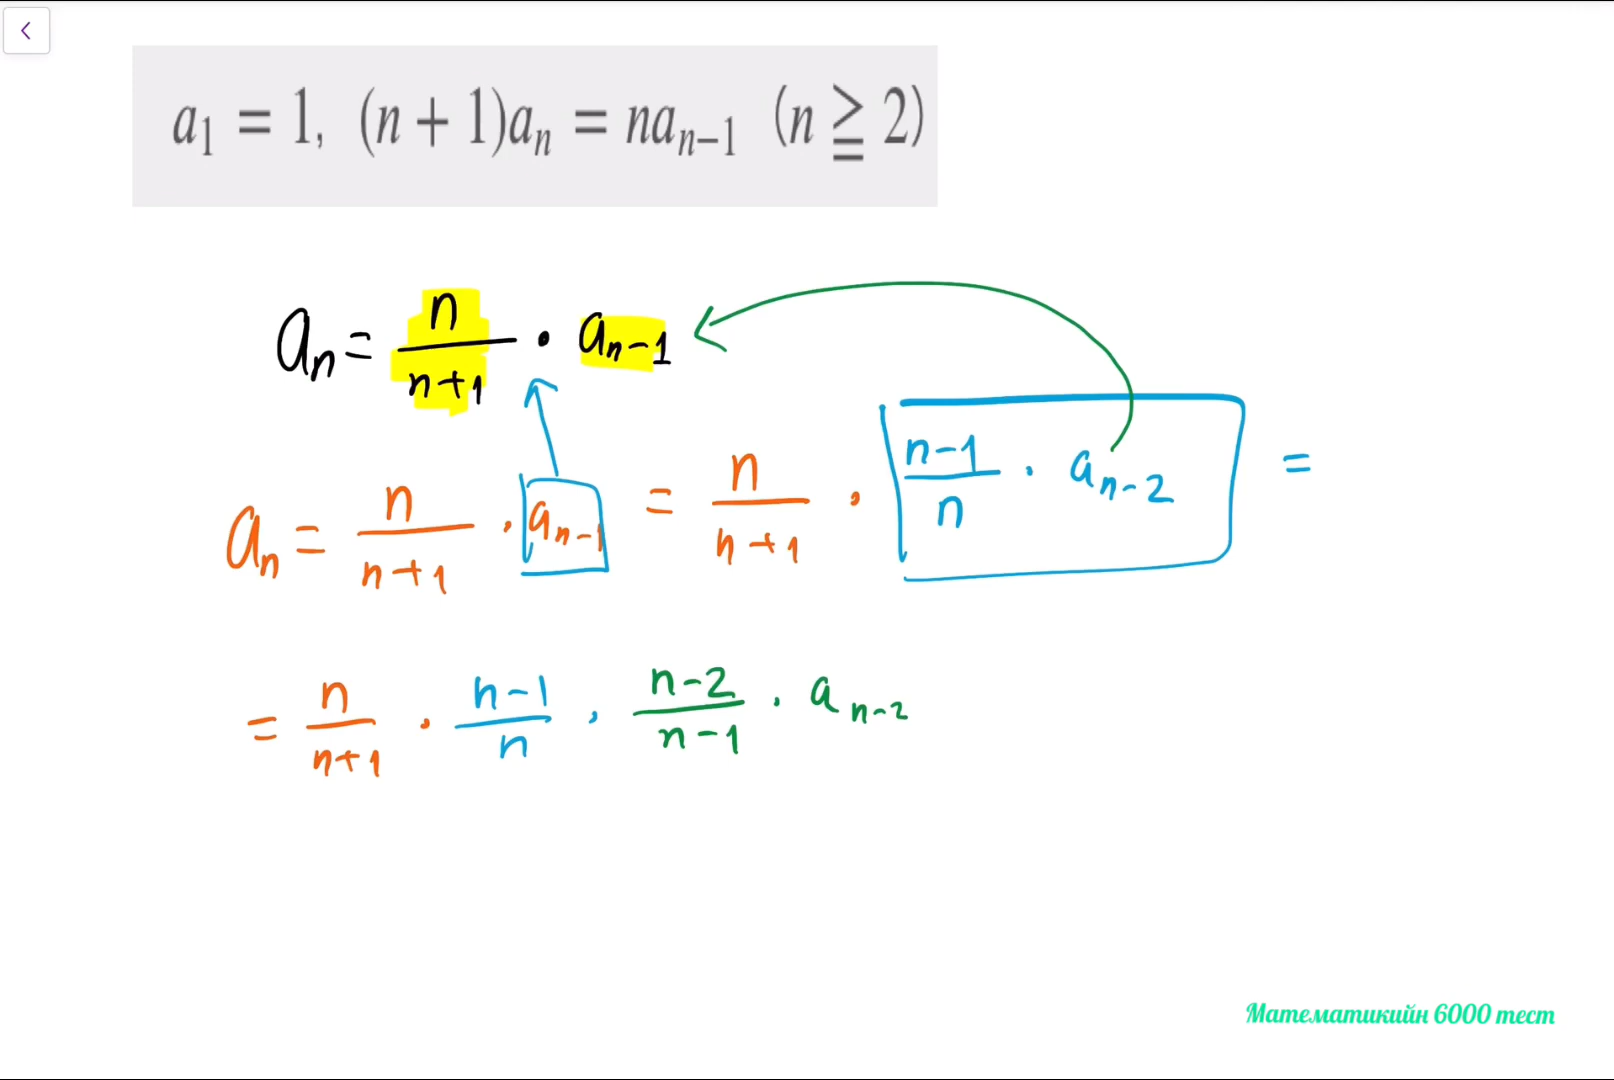 a₁ = 1, (n + 1)aₙ = naₙ₋₁ (n ≧ 2)
aₙ = n/(n+1) · aₙ₋₁
aₙ = n/(n+1) · aₙ₋₁ = n/(n+1) · (n-1)/n · aₙ₋₂ =
= n/(n+1) · (n-1)/n · (n-2)/(n-1) · aₙ₋₂
Математикийн 6000 тест